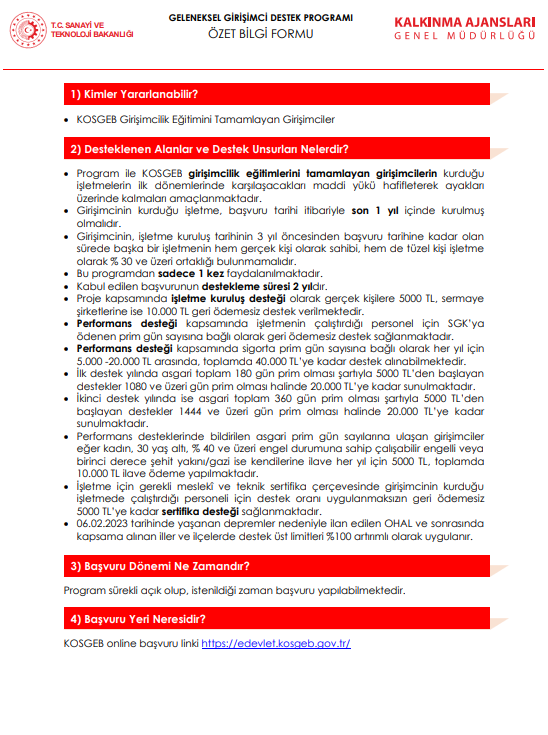 T.C. SANAYİ VE
TEKNOLOJİ BAKANLIĞI
GELENEKSEL GİRİŞİMCİ DESTEK PROGRAMI
ÖZET BİLGİ FORMU
KALKINMA AJANSLARI
GENEL MÜDÜRLÜĞÜ
1) Kimler Yararlanabilir?
• KOSGEB Girişimcilik Eğitimini Tamamlayan Girişimciler
2) Desteklenen Alanlar ve Destek Unsurları Nelerdir?
• Program ile KOSGEB girişimcilik eğitimlerini tamamlayan girişimcilerin kurduğu
işletmelerin ilk dönemlerinde karşılaşacakları maddi yükü hafifleterek ayakları
üzerinde kalmaları amaçlanmaktadır.
• Girişimcinin kurduğu işletme, başvuru tarihi itibariyle son 1 yıl içinde kurulmuş
olmalıdır.
• Girişimcinin, işletme kuruluş tarihinin 3 yıl öncesinden başvuru tarihine kadar olan
sürede başka bir işletmenin hem gerçek kişi olarak sahibi, hem de tüzel kişi işletme
olarak % 30 ve üzeri ortaklığı bulunmamalıdır.
• Bu programdan sadece 1 kez faydalanılmaktadır.
• Kabul edilen başvurunun destekleme süresi 2 yıldır.
• Proje kapsamında işletme kuruluş desteği olarak gerçek kişilere 5000 TL, sermaye
şirketlerine ise 10.000 TL geri ödemesiz destek verilmektedir.
• Performans desteği kapsamında işletmenin çalıştırdığı personel için SGK'ya
ödenen prim gün sayısına bağlı olarak geri ödemesiz destek sağlanmaktadır.
• Performans desteği kapsamında sigorta prim gün sayısına bağlı olarak her yıl için
5.000 -20.000 TL arasında, toplamda 40.000 TL'ye kadar destek alınabilmektedir.
• İlk destek yılında asgari toplam 180 gün prim olması şartıyla 5000 TL'den başlayan
destekler 1080 ve üzeri gün prim olması halinde 20.000 TL'ye kadar sunulmaktadır.
• İkinci destek yılında ise asgari toplam 360 gün prim olması şartıyla 5000 TL'den
başlayan destekler 1444 ve üzeri gün prim olması halinde 20.000 TL'ye kadar
sunulmaktadır.
• Performans desteklerinde bildirilen asgari prim gün sayılarına ulaşan girişimciler
eğer kadın, 30 yaş altı, % 40 ve üzeri engel durumuna sahip çalışabilir engelli veya
birinci derece şehit yakını/gazi ise kendilerine ilave her yıl için 5000 TL, toplamda
10.000 TL ilave ödeme yapılmaktadır.
• İşletme için gerekli meslekî ve teknik sertifika çerçevesinde girişimcinin kurduğu
işletmede çalıştırdığı personeli için destek oranı uygulanmaksızın geri ödemesiz
5000 TL'ye kadar sertifika desteği sağlanmaktadır.
• 06.02.2023 tarihinde yaşanan depremler nedeniyle ilan edilen OHAL ve sonrasında
kapsama alınan iller ve ilçelerde destek üst limitleri %100 artırımlı olarak uygulanır.
3) Başvuru Dönemi Ne Zamandır?
Program sürekli açık olup, istenildiği zaman başvuru yapılabilmektedir.
4) Başvuru Yeri Neresidir?
KOSGEB online başvuru linki https://edevlet.kosgeb.gov.tr/